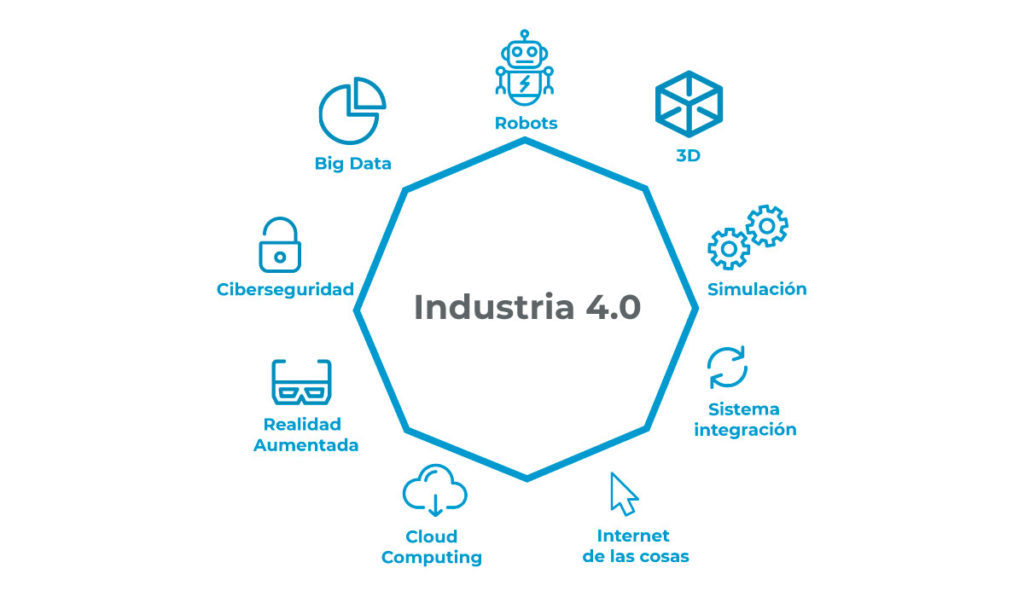 Robots
3D
Big Data
Simulación
Ciberseguridad
Industria 4.0
Sistema
integración
Realidad
Aumentada
Internet
de las cosas
Cloud
Computing